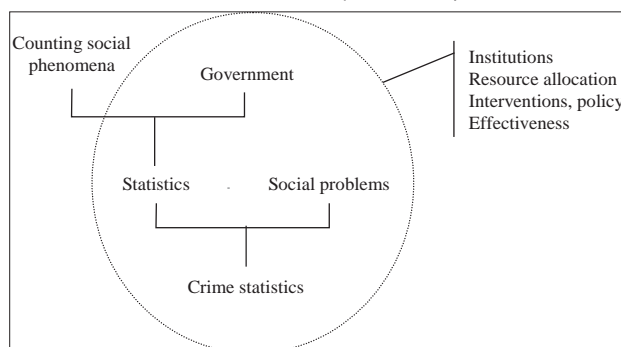 Counting social
phenomena
Government
Institutions
Resource allocation
Interventions, policy
Effectiveness
Statistics
Social problems
Crime statistics